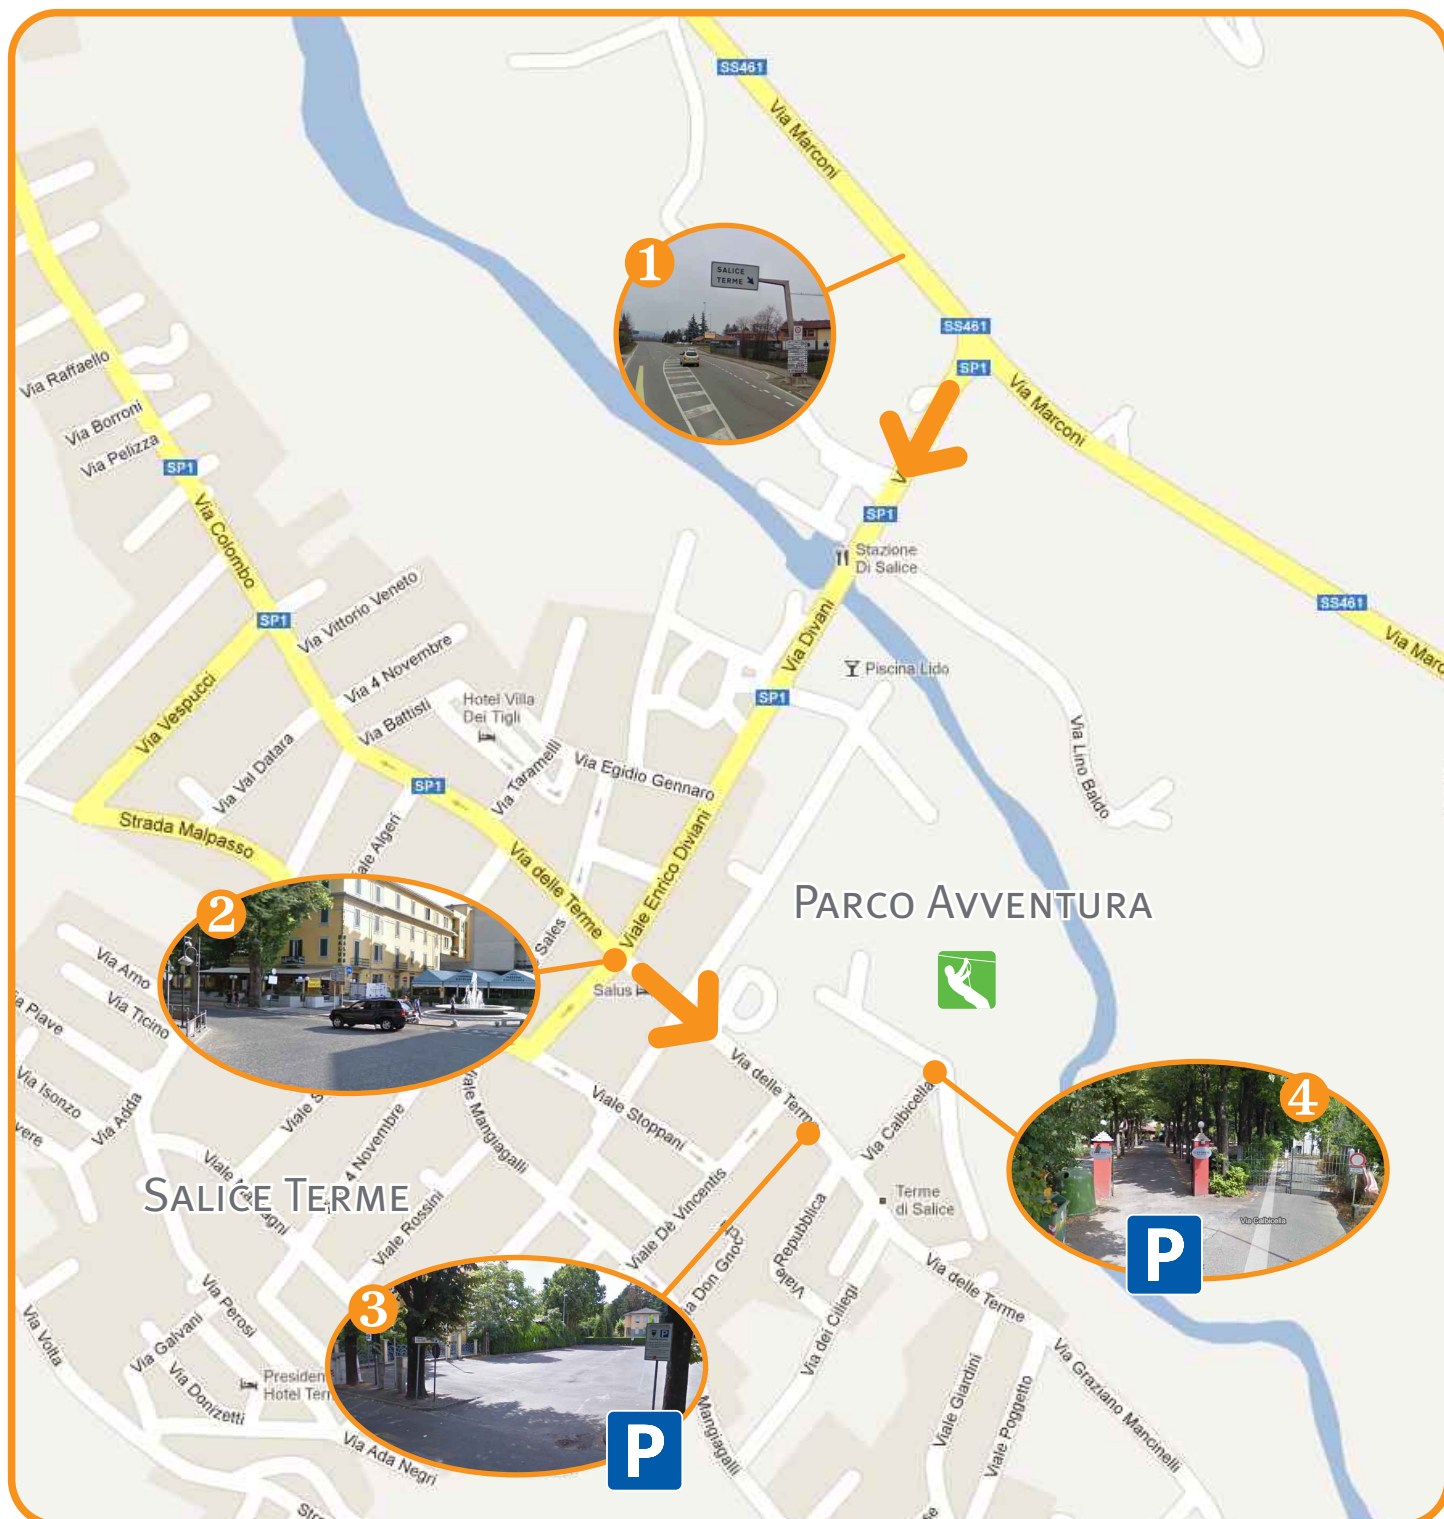 SS461
Via Marconi
1
SALICE
TERME
SS461
SP1
Via Marconi
Via Raffaello
Via Borroni
Via Pelizza
SP1
Via Colombo
SP1
Stazione
Di Salice
SS461
SP1
Via Vittorio Veneto
Via Divani
Via 4 Novembre
Piscina Lido
SP1
Via Vespucci
Via Battisti
Hotel Villa
Dei Tigli
Via Val Datara
Via Taramelli
Via Egidio Gennaro
Via Lino Baldo
SP1
Strada Malpasso
Viale Enrico Diviani
Via delle Terme
PARCO AVVENTURA
2
Sales
Via Arno
Salus
Via Ticino
Via delle Terme
4
Via Isonzo
Via Adda
Viale Mangiagalli
Viale Stoppani
Via Calbicella
4 Novembre
SALICE TERME
Viale Rossini
Viale De Vincentis
Viale Repubblica
Terme
di Salice
Via Calbicella
P
Via delle Terme
Via Perosi
3
Via Volta
Via Galvani
Via dei Ciliegi
Via Donizetti
P
Viale Giardini
Viale Poggetto
Via Graziano Mancinelli
Mangiagalli
P
Via Ada Negri